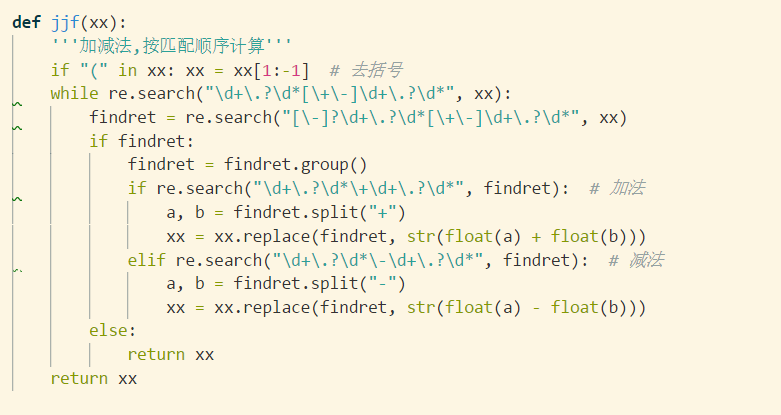 def jjf(xx):
    '''加减法,按匹配顺序计算'''
    if "(" in xx: xx = xx[1:-1]  # 去括号
    while re.search("\d+\.?\d*[\+\-]\d+\.?\d*", xx):
        findret = re.search("[\-]?\d+\.?\d*[\+\-]\d+\.?\d*", xx)
        if findret:
            findret = findret.group()
            if re.search("\d+\.?\d*\+\d+\.?\d*", findret):  # 加法
                a, b = findret.split("+")
                xx = xx.replace(findret, str(float(a) + float(b)))
            elif re.search("\d+\.?\d*\-\d+\.?\d*", findret):  # 减法
                a, b = findret.split("-")
                xx = xx.replace(findret, str(float(a) - float(b)))
        else:
            return xx
    return xx